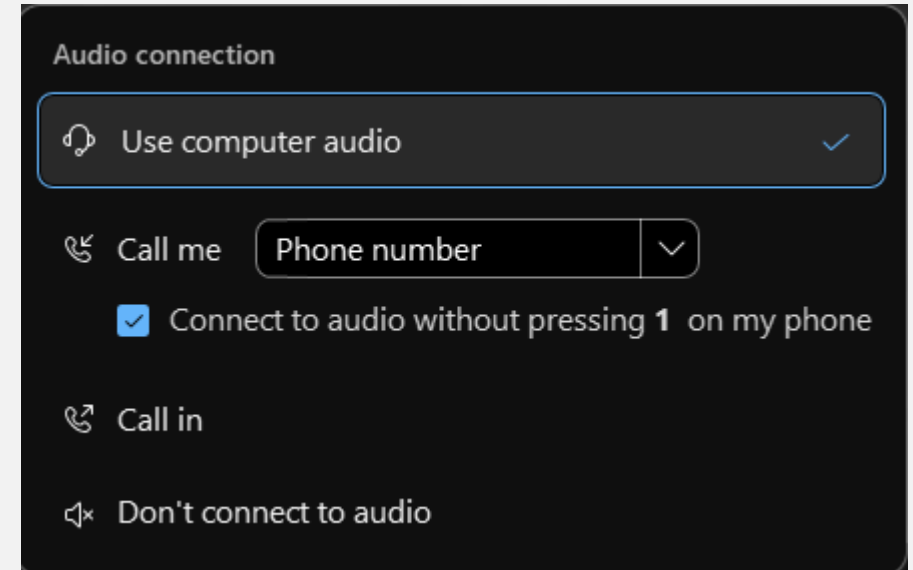 Audio connection
Use computer audio
Call me Phone number
Connect to audio without pressing 1 on my phone
Call in
Don't connect to audio